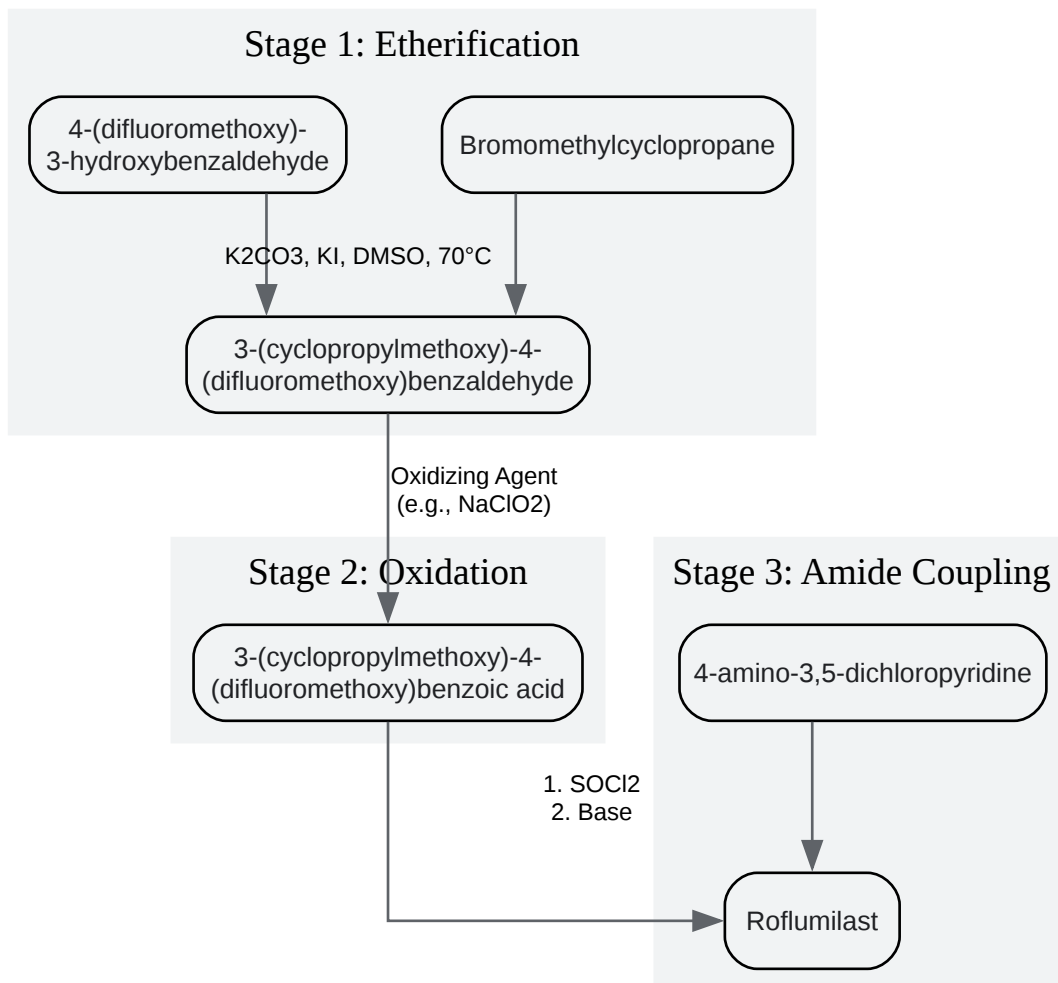 Stage 1: Etherification
4-(difluoromethoxy)-
3-hydroxybenzaldehyde
Bromomethylcyclopropane
K2CO3, KI, DMSO, 70°C
3-(cyclopropylmethoxy)-4-
(difluoromethoxy)benzaldehyde
Oxidizing Agent
(e.g., NaClO2)
Stage 2: Oxidation
3-(cyclopropylmethoxy)-4-
(difluoromethoxy)benzoic acid
Stage 3: Amide Coupling
4-amino-3,5-dichloropyridine
1. SOCl2
2. Base
Roflumilast